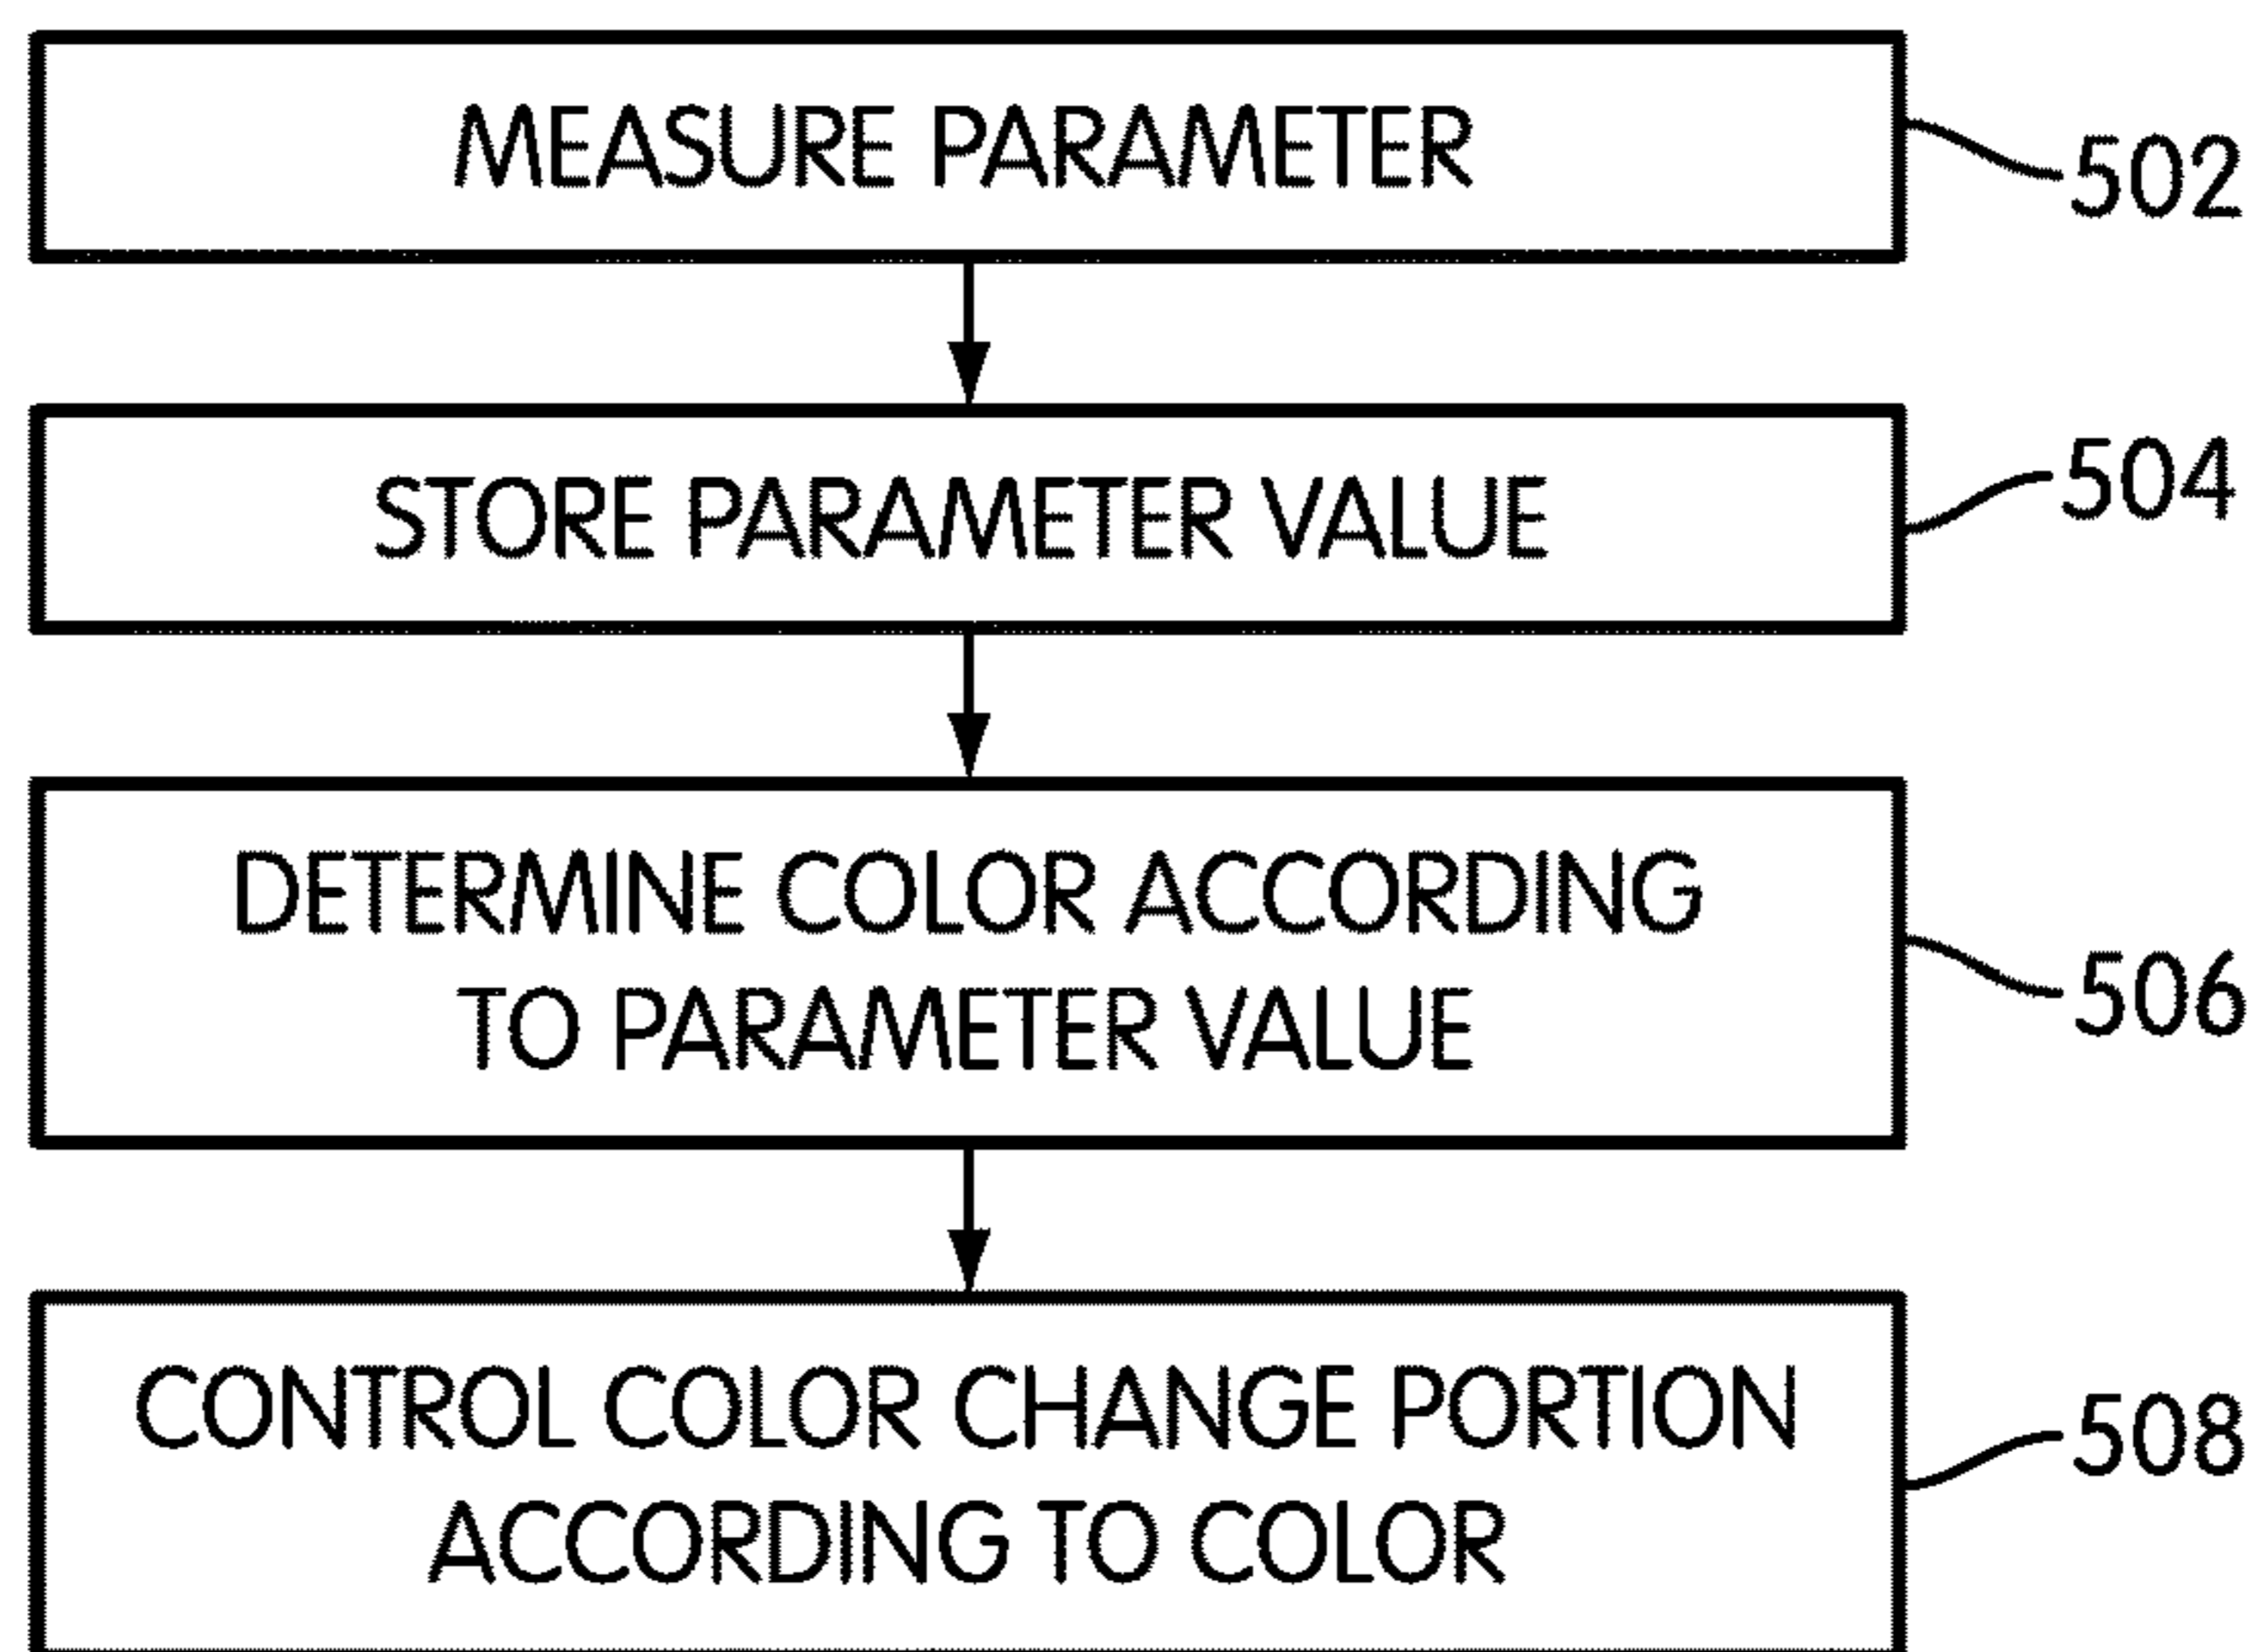 MEASURE PARAMETER
502
STORE PARAMETER VALUE
504
DETERMINE COLOR ACCORDING
TO PARAMETER VALUE
506
CONTROL COLOR CHANGE PORTION
ACCORDING TO COLOR
508